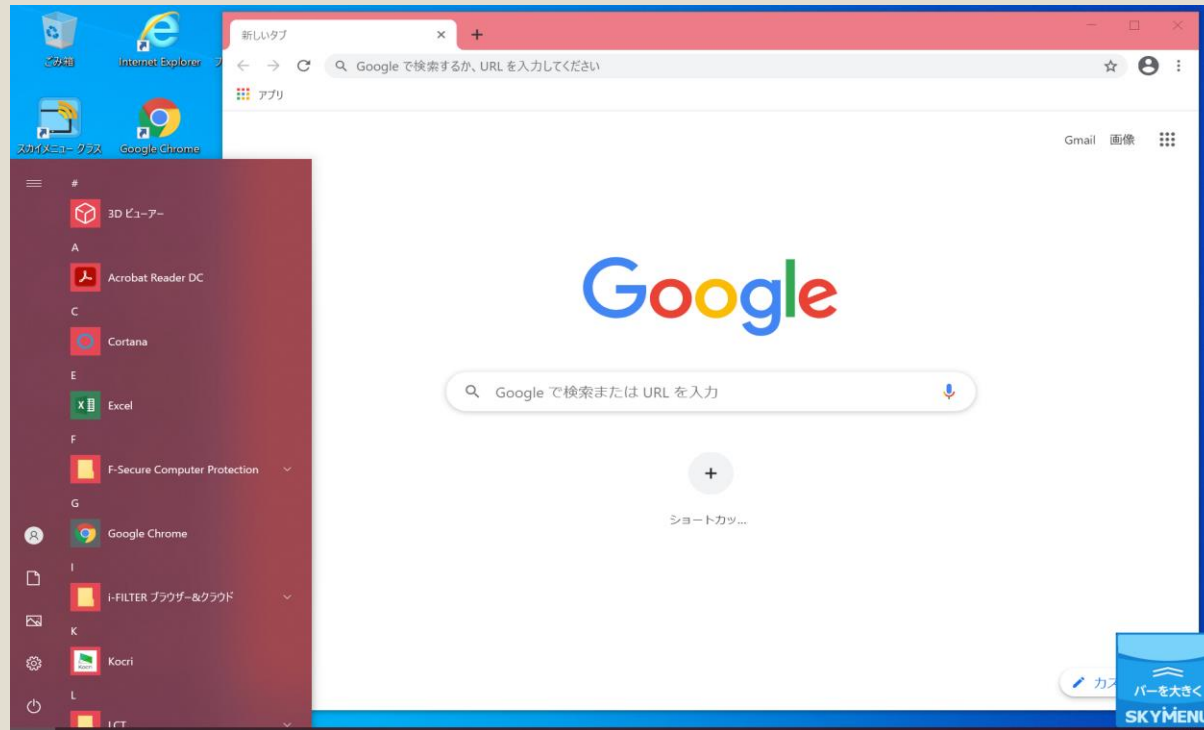 ごみ箱
Internet Explorer
スカイメニュー クラス
Google Chrome
新しいタブ
Google で検索するか、URL を入力してください
アプリ
Gmail 画像
#
3D ビューアー
A
Acrobat Reader DC
C
Cortana
E
Excel
F
F-Secure Computer Protection
G
Google Chrome
I
i-FILTER ブラウザー&クラウド
K
Kocri
Kocri
L
LCT
Google
Google で検索または URL を入力
ショートカッ...
カス
バーを大きく
SKYMENU